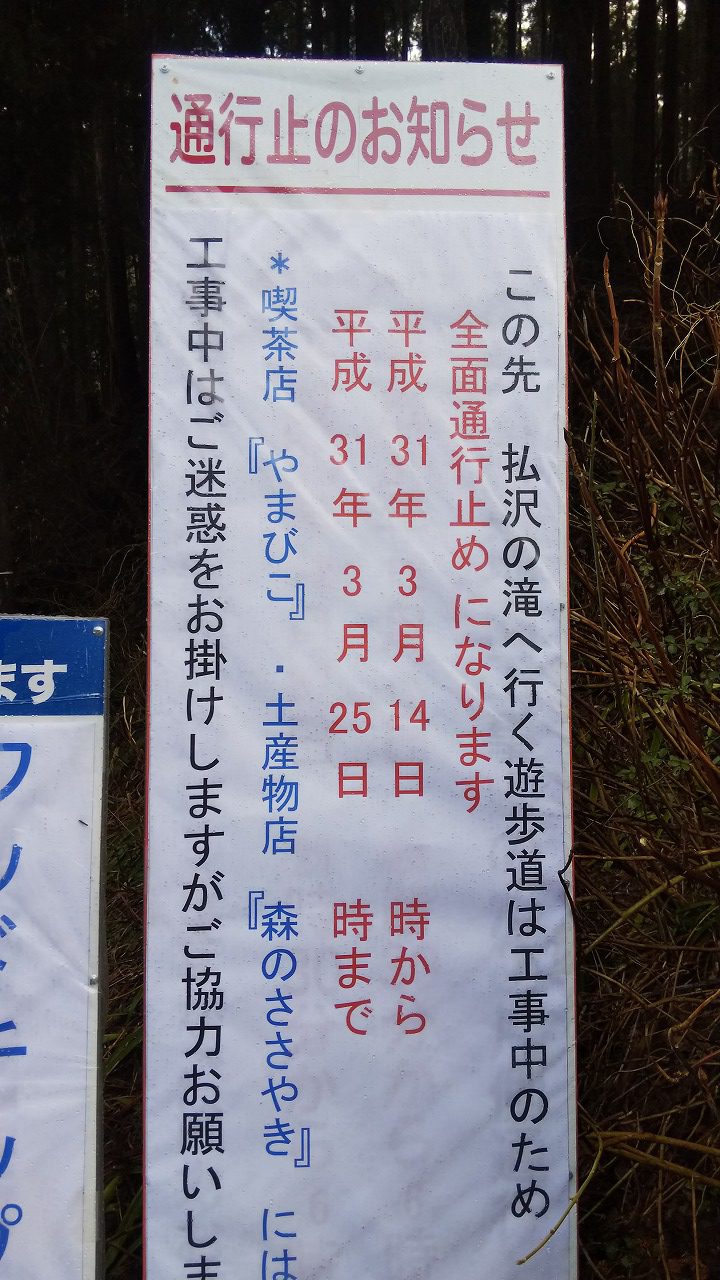 通行止のお知らせ
この先 払沢の滝へ行く遊歩道は工事中のため
全面通行止めになります
平成 31年 3月 14日 時から
平成 31年 3月 25日 時まで
＊喫茶店 『やまびこ』 ・土産物店 『森のささやき』 には
工事中はご迷惑をお掛けしますがご協力お願いしま
ます